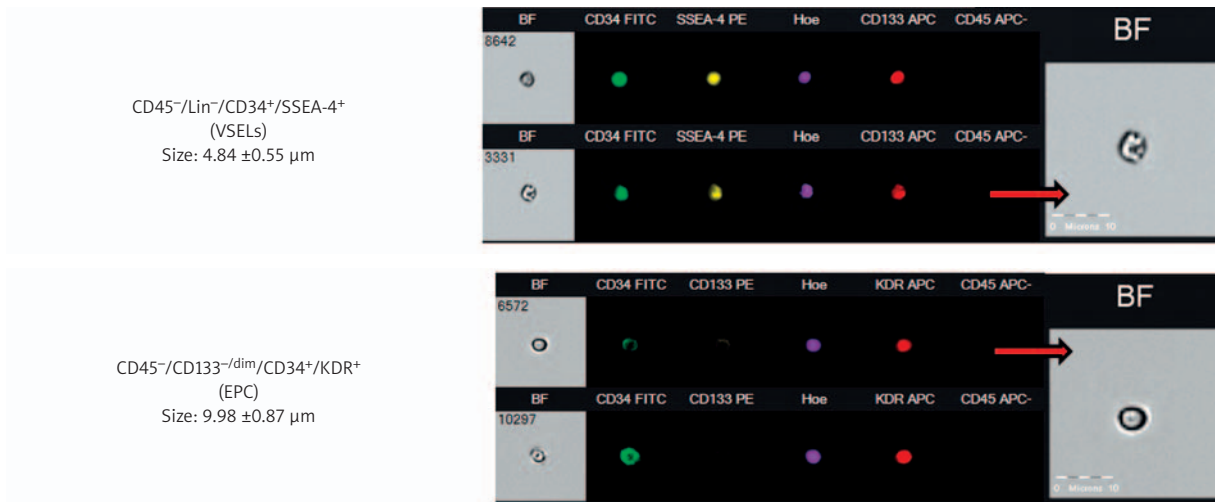 CD45⁻/Lin⁻/CD34⁺/SSEA-4⁺
(VSELs)
Size: 4.84 ±0.55 µm
BF CD34 FITC SSEA-4 PE Hoe CD133 APC CD45 APC-
8642
BF CD34 FITC SSEA-4 PE Hoe CD133 APC CD45 APC-
3331
BF
0 Microns 10
CD45⁻/CD133⁻/ᵈⁱᵐ/CD34⁺/KDR⁺
(EPC)
Size: 9.98 ±0.87 µm
BF CD34 FITC CD133 PE Hoe KDR APC CD45 APC-
6572
BF CD34 FITC CD133 PE Hoe KDR APC CD45 APC-
10297
BF
0 Microns 10